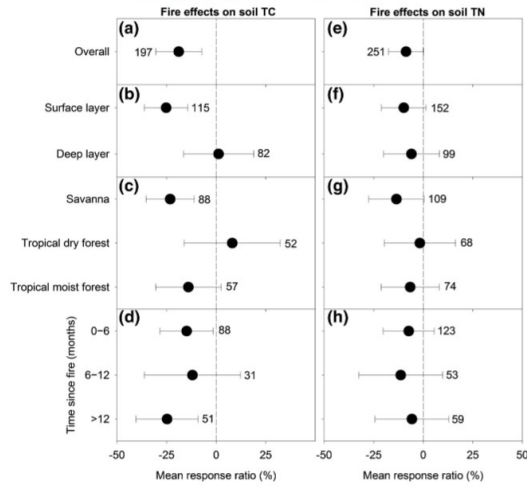 Fire effects on soil TC
Fire effects on soil TN
(a)
(e)
Overall
197
251
(b)
(f)
Surface layer
115
152
Deep layer
82
99
(c)
(g)
Savanna
88
109
Tropical dry forest
52
68
Tropical moist forest
57
74
(d)
(h)
Time since fire (months)
0−6
88
123
6−12
31
53
>12
51
59
-50 -25 0 25 -50 -25 0 25 50
Mean response ratio (%)
Mean response ratio (%)